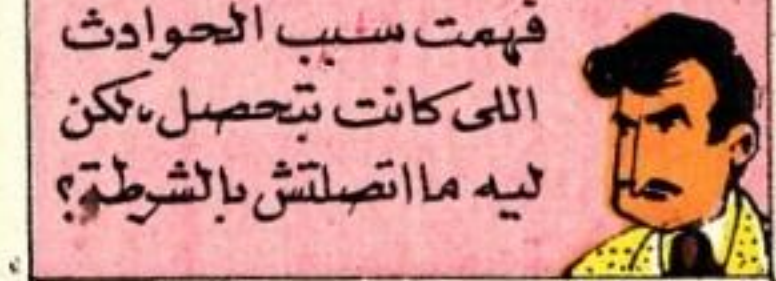 فهمت سبب الحوادث
اللى كانت بتحصل، لكن
ليه ما اتصلتش بالشرطة؟